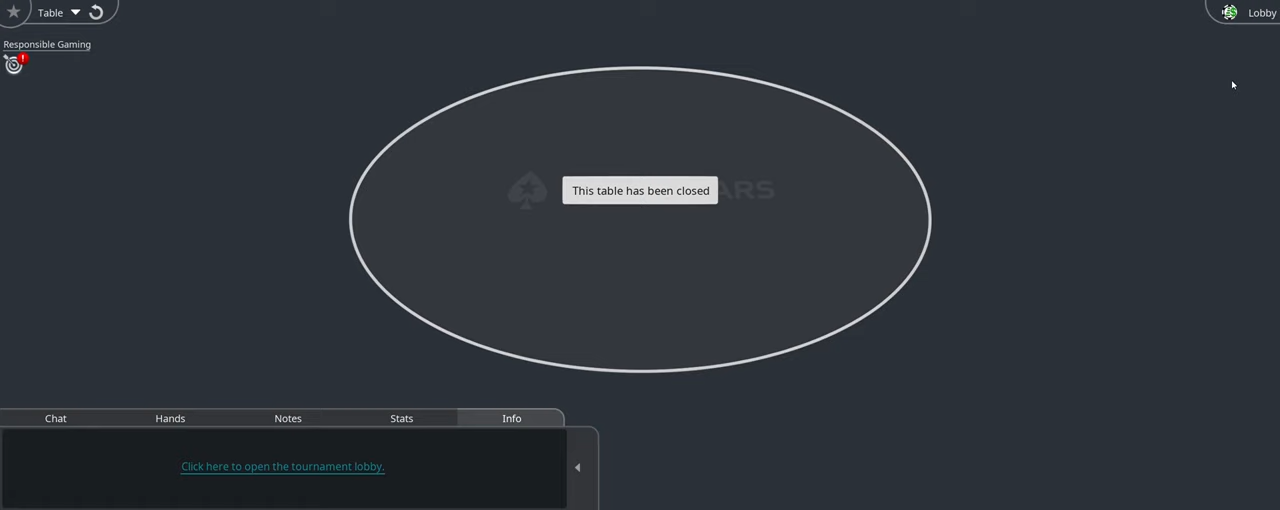 Table
Lobby
Responsible Gaming
!
This table has been closed
ARS
Chat
Hands
Notes
Stats
Info
Click here to open the tournament lobby.